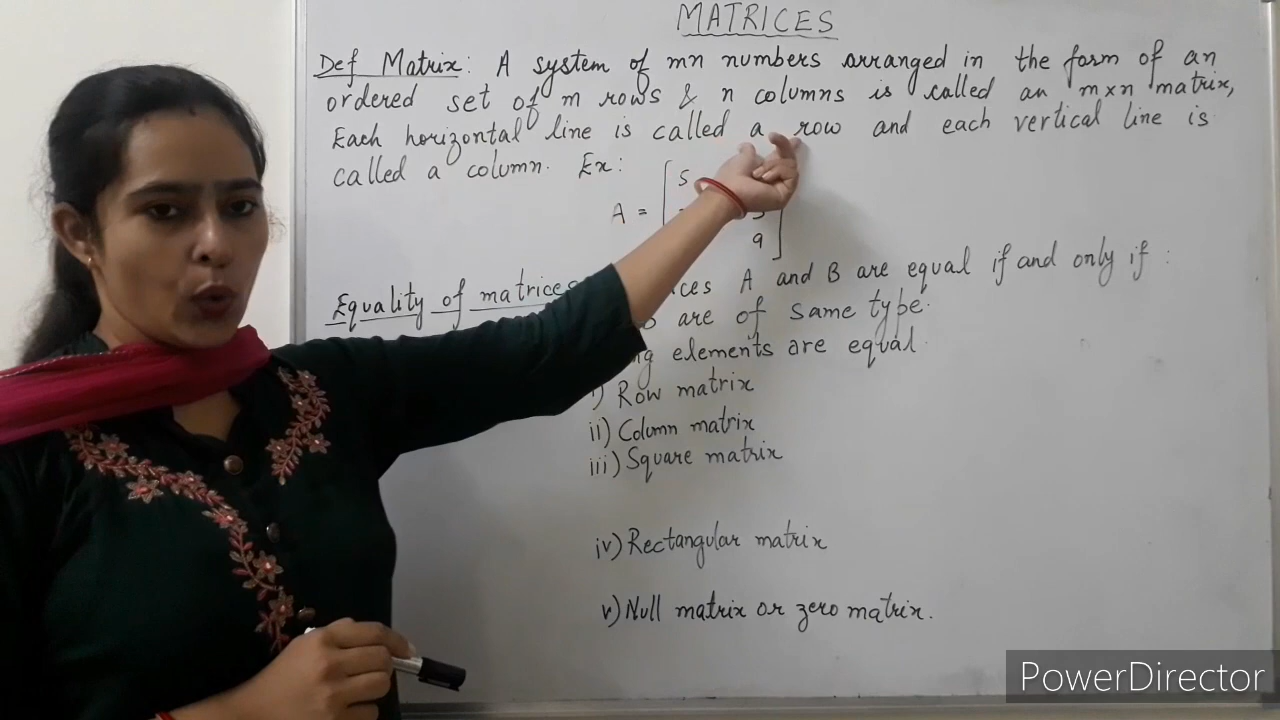 MATRICES
Def Matrix: A system of mn numbers arranged in the form of an
ordered set of m rows & n columns is called an m×n matrix,
Each horizontal line is called a row and each vertical line is
called a column. Ex:
5
A =
9
Equality of matrices A and B are equal if and only if :
are of same type.
elements are equal.
i) Row matrix
ii) Column matrix
iii) Square matrix
iv) Rectangular matrix
v) Null matrix or zero matrix.
PowerDirector